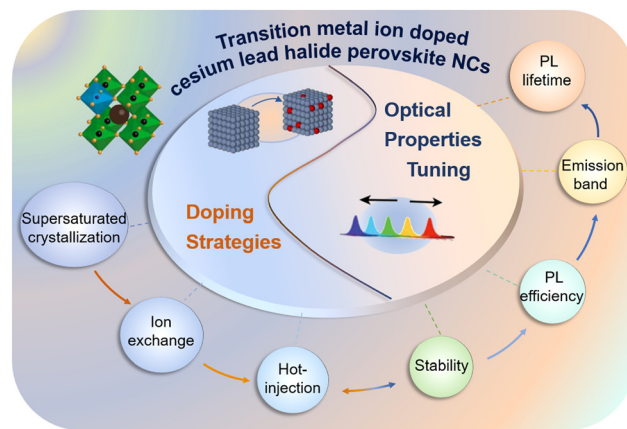 Transition metal ion doped
cesium lead halide perovskite NCs
Optical
Properties
Tuning
Doping
Strategies
Supersaturated
crystallization
Ion
exchange
Hot-
injection
Stability
PL
efficiency
Emission
band
PL
lifetime